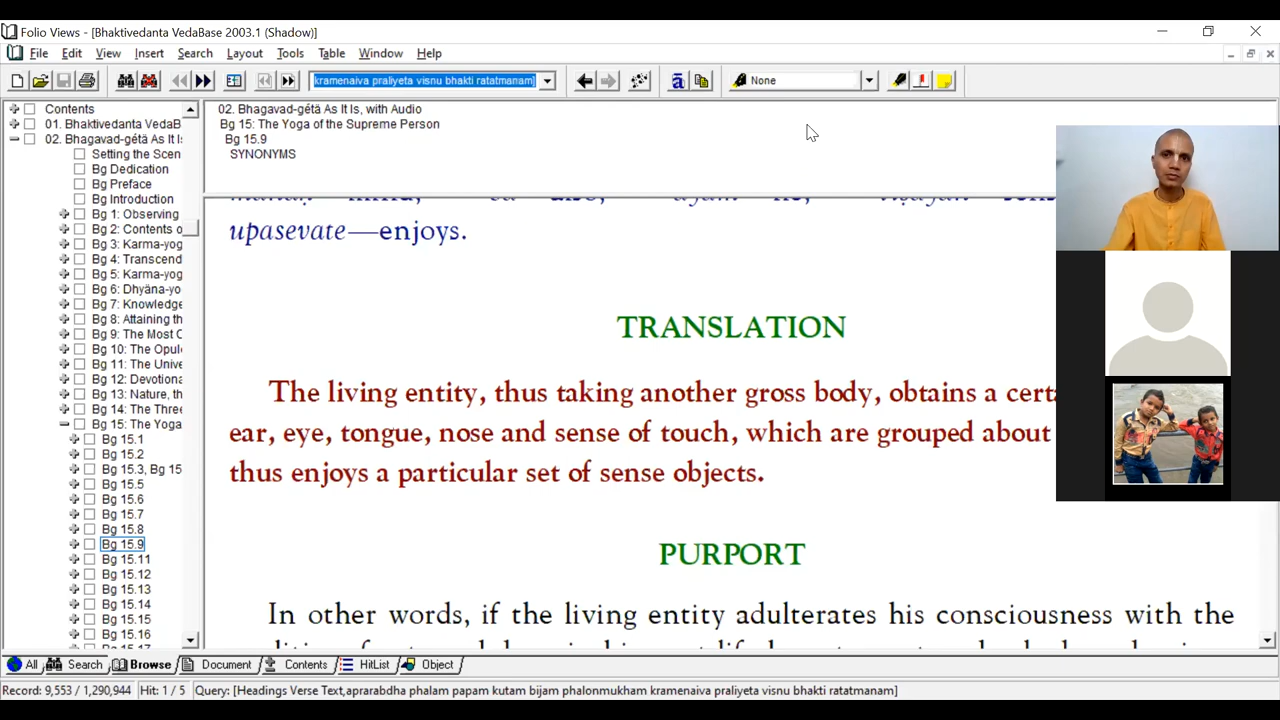 Folio Views - [Bhaktivedanta VedaBase 2003.1 (Shadow)]
File Edit View Insert Search Layout Tools Table Window Help
kramenaiva praliyeta visnu bhakti ratatmanam]
None
Contents
01. Bhaktivedanta VedaB
02. Bhagavad-gétä As It Is
Setting the Scen
Bg Dedication
Bg Preface
Bg Introduction
Bg 1: Observing
Bg 2: Contents o
Bg 3: Karma-yog
Bg 4: Transcend
Bg 5: Karma-yog
Bg 6: Dhyäna-yo
Bg 7: Knowledge
Bg 8: Attaining th
Bg 9: The Most C
Bg 10: The Opul
Bg 11: The Unive
Bg 12: Devotiona
Bg 13: Nature, th
Bg 14: The Three
Bg 15: The Yoga
Bg 15.1
Bg 15.2
Bg 15.3, Bg 15
Bg 15.5
Bg 15.6
Bg 15.7
Bg 15.8
Bg 15.9
Bg 15.11
Bg 15.12
Bg 15.13
Bg 15.14
Bg 15.15
Bg 15.16
02. Bhagavad-gétä As It Is, with Audio
Bg 15: The Yoga of the Supreme Person
Bg 15.9
SYNONYMS
upasevate—enjoys.
TRANSLATION
The living entity, thus taking another gross body, obtains a certa
ear, eye, tongue, nose and sense of touch, which are grouped about
thus enjoys a particular set of sense objects.
PURPORT
In other words, if the living entity adulterates his consciousness with the
All Search Browse Document Contents HitList Object
Record: 9,553 / 1,290,944 Hit: 1 / 5 Query: [Headings Verse Text,aprarabdha phalam papam kutam bijam phalonmukham kramenaiva praliyeta visnu bhakti ratatmanam]